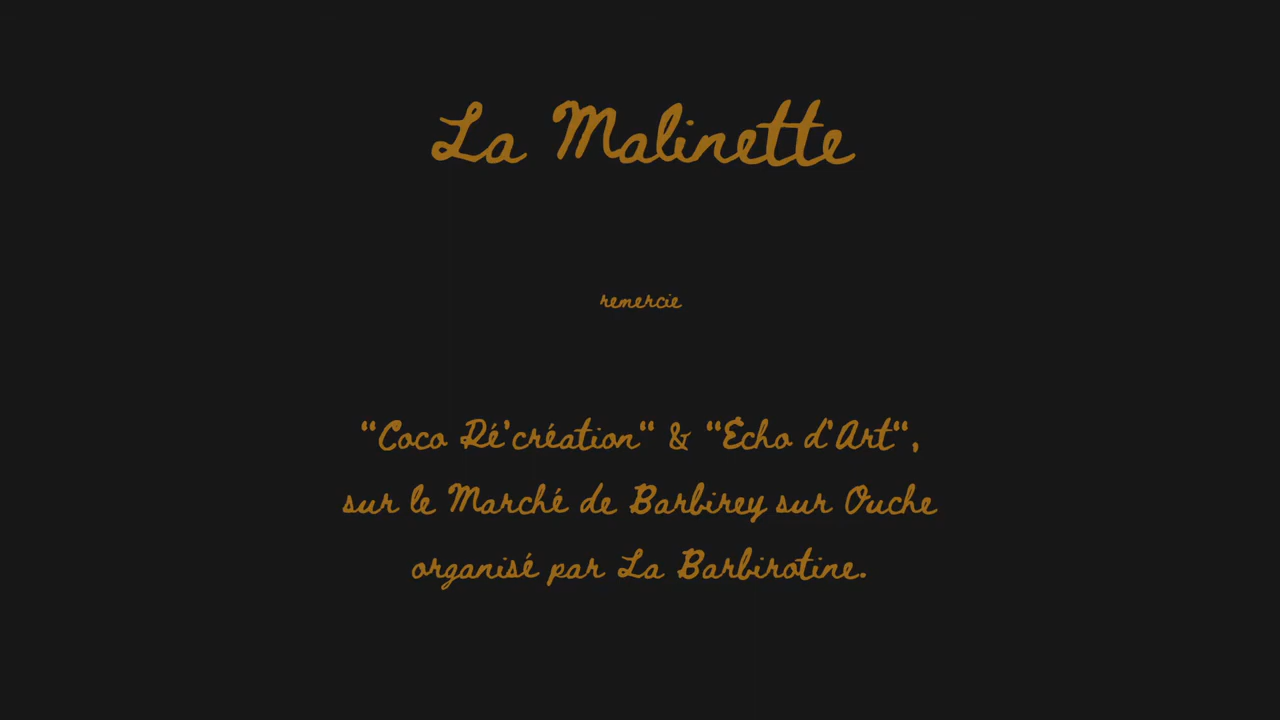 La Malinette
remercie
“Coco Ré'création“ & “Écho d'Art“,
sur le Marché de Barbirey sur Ouche
organisé par La Barbirotine.